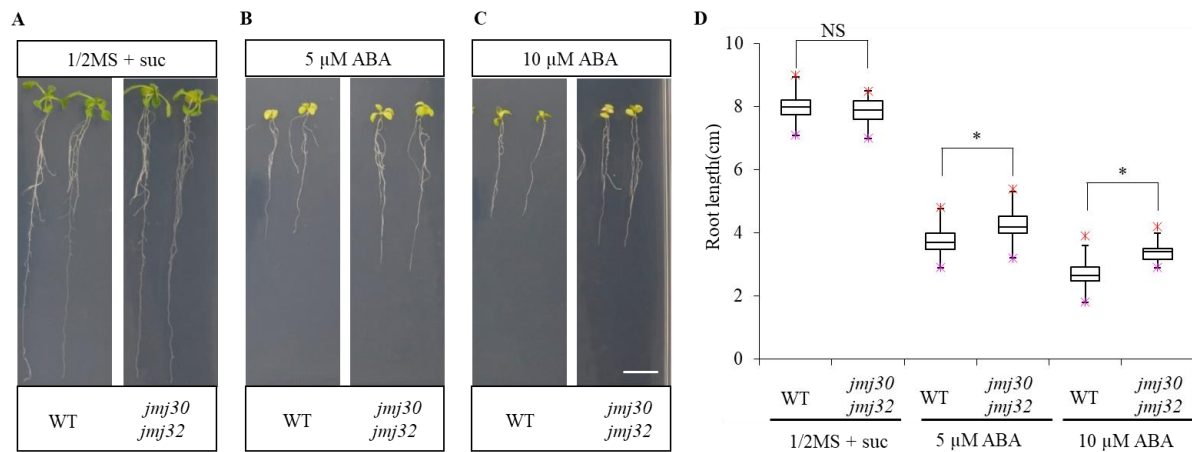 A
1/2MS + suc
WT
jmj30
jmj32
B
5 μM ABA
WT
jmj30
jmj32
C
10 μM ABA
WT
jmj30
jmj32
D
Root length(cm)
10
8
6
4
2
0
NS
*
*
WT
jmj30
jmj32
WT
jmj30
jmj32
WT
jmj30
jmj32
1/2MS + suc
5 μM ABA
10 μM ABA